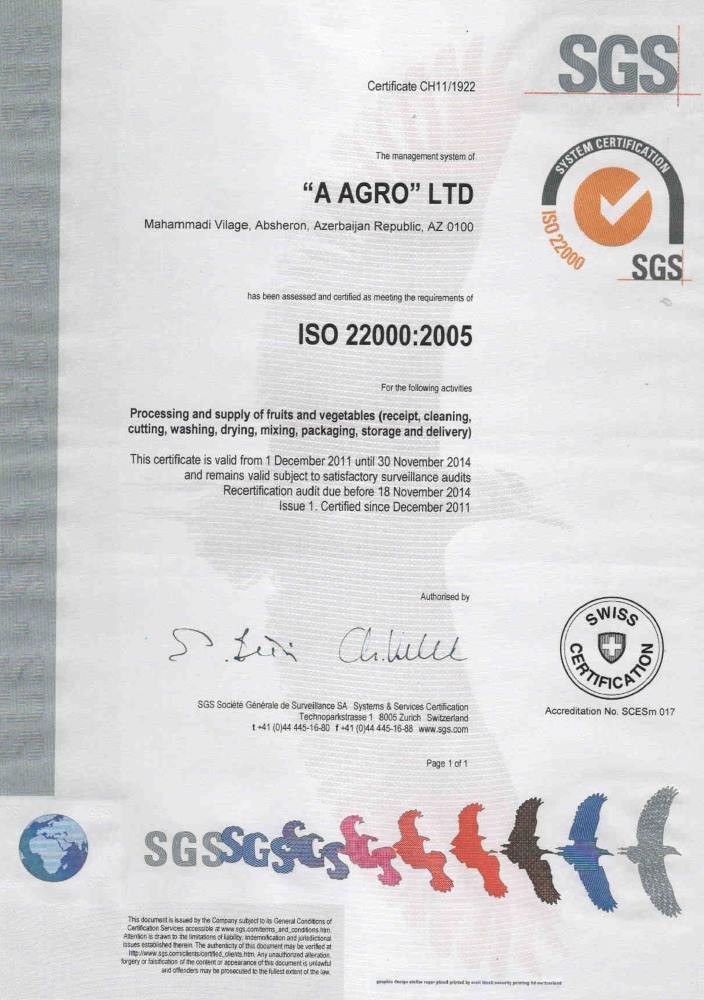 SGS
Certificate CH11/1922
SYSTEM CERTIFICATION
ISO 22000
SGS
The management system of
“A AGRO” LTD
Mahammadi Vilage, Absheron, Azerbaijan Republic, AZ 0100
has been assessed and certified as meeting the requirements of
ISO 22000:2005
For the following activities
Processing and supply of fruits and vegetables (receipt, cleaning,
cutting, washing, drying, mixing, packaging, storage and delivery)
This certificate is valid from 1 December 2011 until 30 November 2014
and remains valid subject to satisfactory surveillance audits
Recertification audit due before 18 November 2014
Issue 1. Certified since December 2011
Authorised by
SWISS
CERTIFICATION
Accreditation No. SCESm 017
SGS Société Générale de Surveillance SA Systems & Services Certification
Technoparkstrasse 1 8005 Zurich Switzerland
t +41 (0)44 445-16-80 f +41 (0)44 445-16-88 www.sgs.com
Page 1 of 1
SGSSGSSGS
This document is issued by the Company subject to its General Conditions of
Certification Services accessible at www.sgs.com/terms_and_conditions.htm.
Attention is drawn to the limitations of liability, indemnification and jurisdictional
issues established therein. The authenticity of this document may be verified at
http://www.sgs.com/clients/certified_clients.htm. Any unauthorized alteration,
forgery or falsification of the content or appearance of this document is unlawful
and offenders may be prosecuted to the fullest extent of the law.